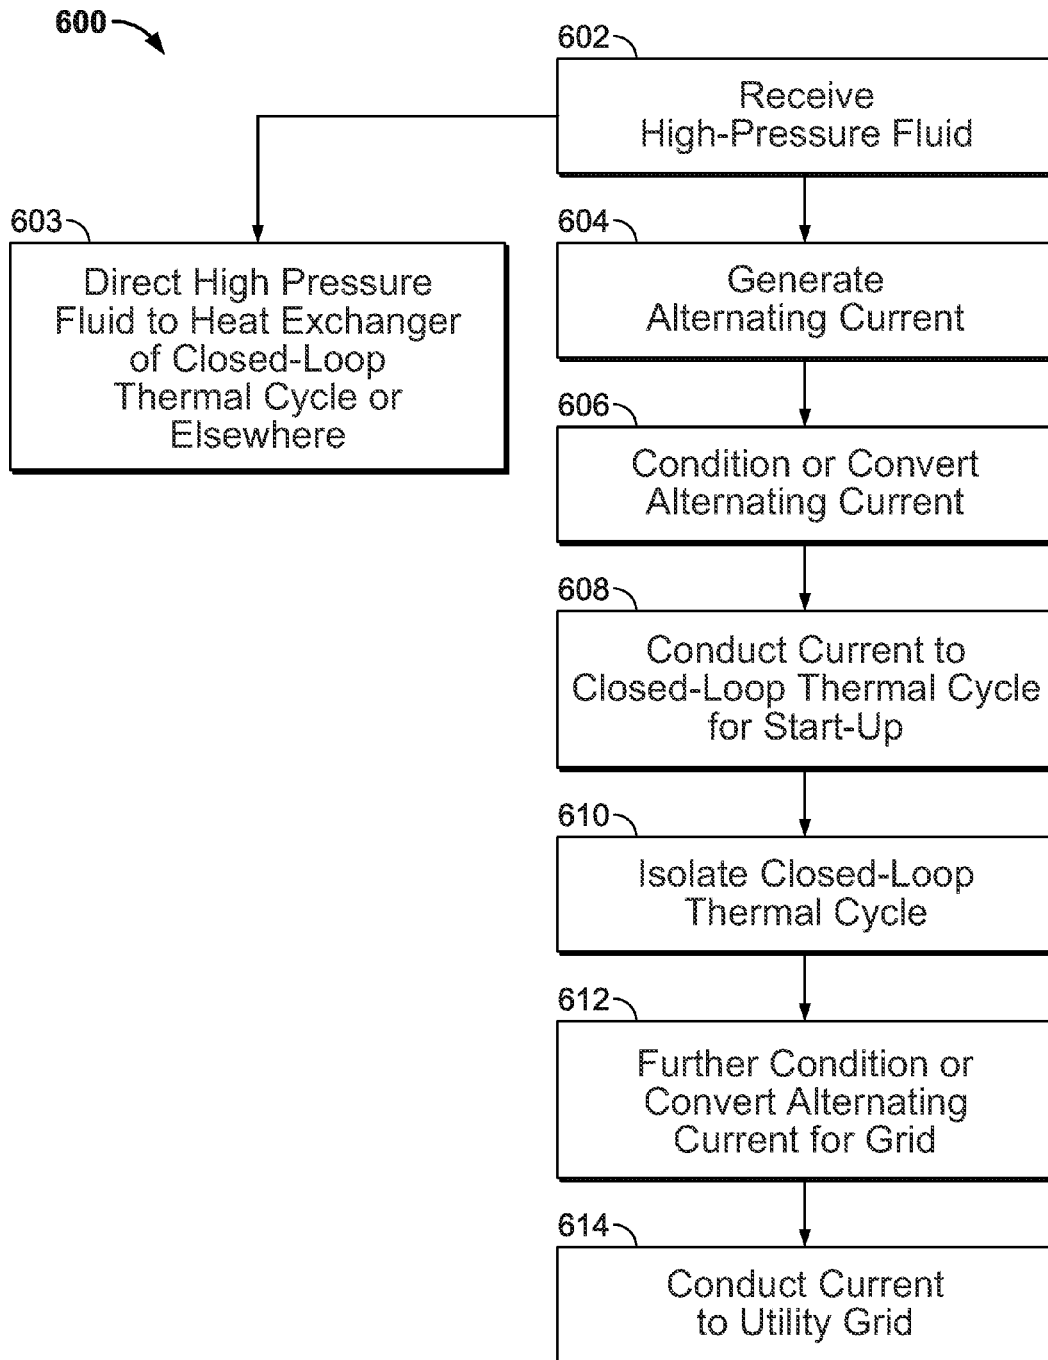 600
602
Receive
High-Pressure Fluid
603
Direct High Pressure
Fluid to Heat Exchanger
of Closed-Loop
Thermal Cycle or
Elsewhere
604
Generate
Alternating Current
606
Condition or Convert
Alternating Current
608
Conduct Current to
Closed-Loop Thermal Cycle
for Start-Up
610
Isolate Closed-Loop
Thermal Cycle
612
Further Condition or
Convert Alternating
Current for Grid
614
Conduct Current
to Utility Grid